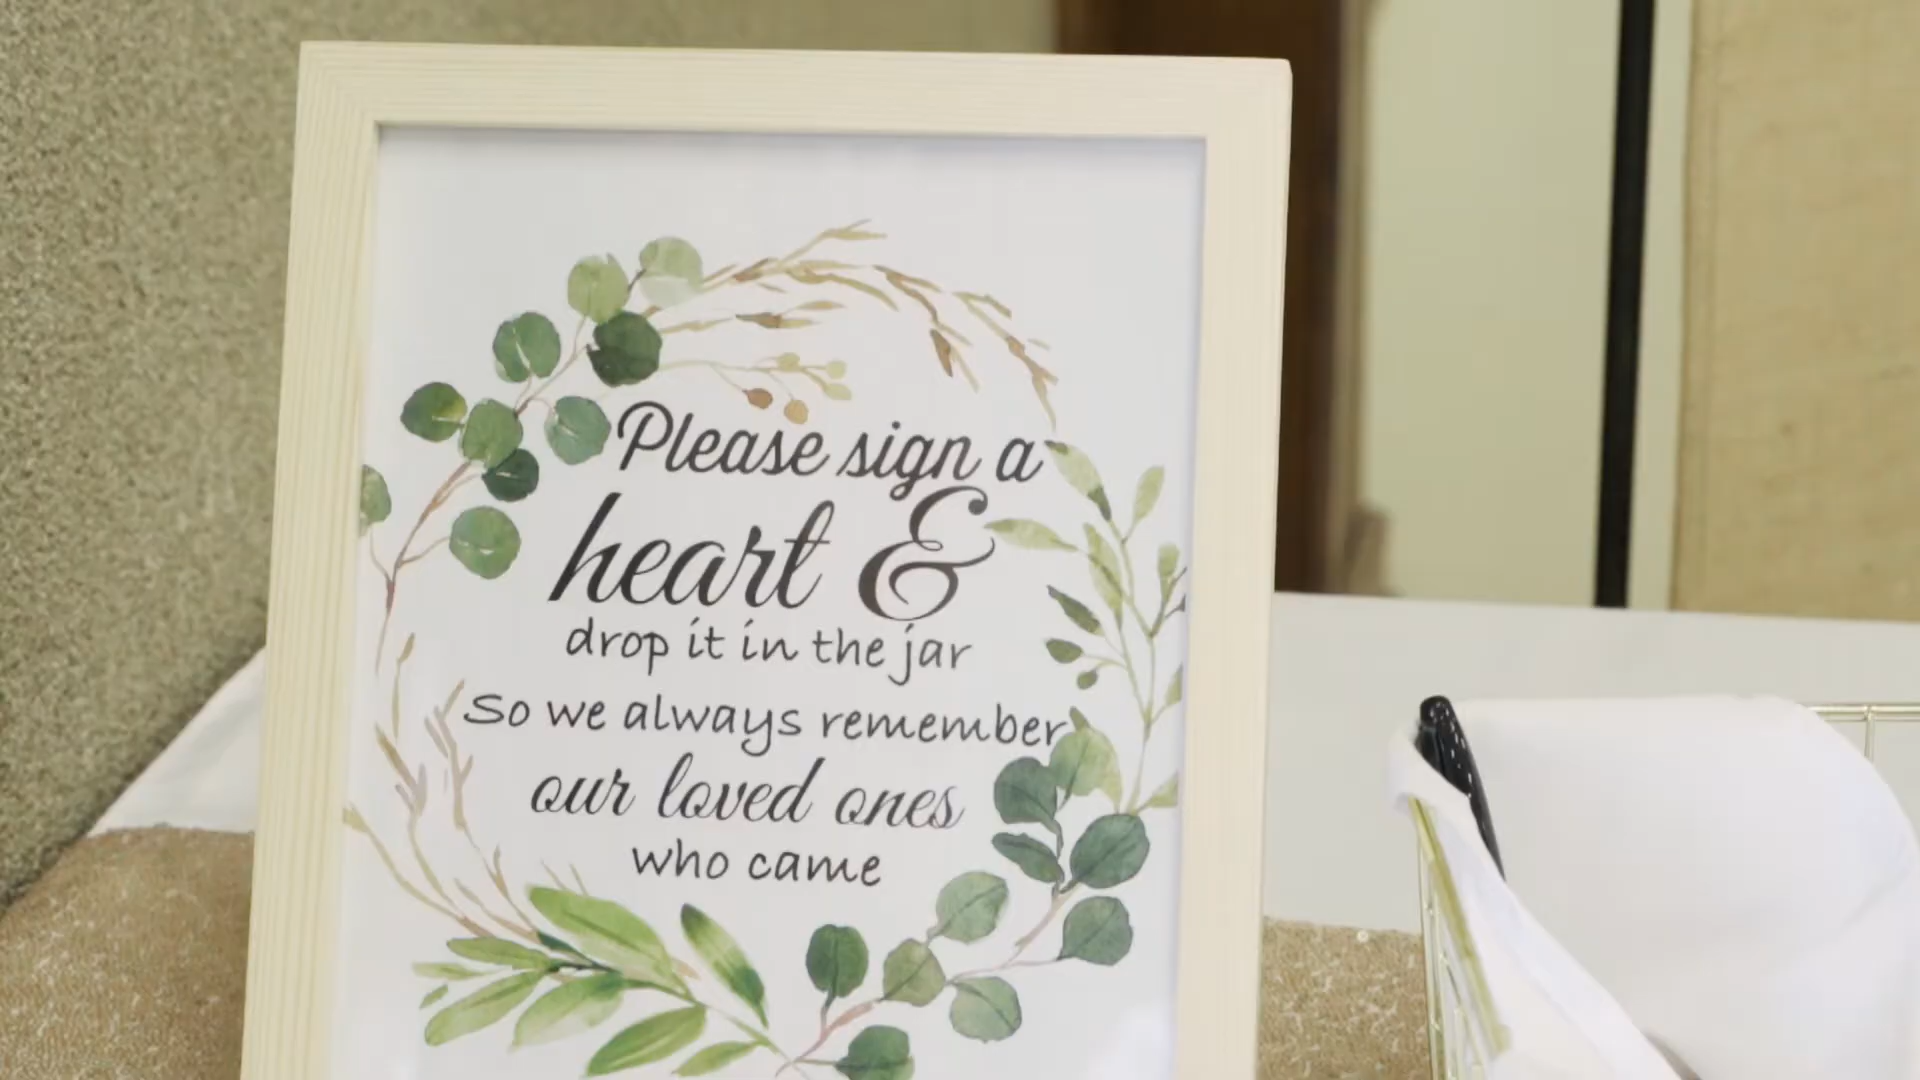 Please sign a
heart &
drop it in the jar
So we always remember
our loved ones
who came